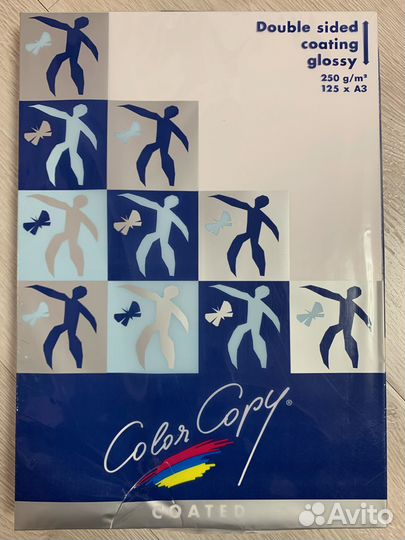 Double sided
coating
glossy
250 g/m²
125 x A3
Color Copy®
COATED
Avito